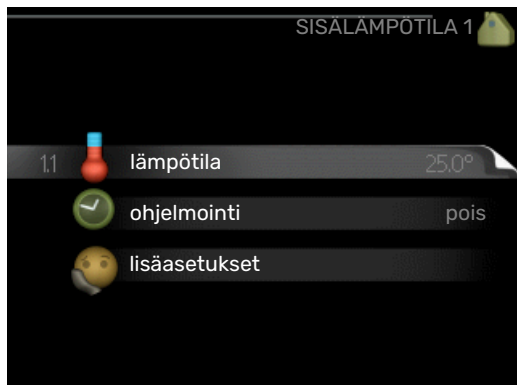 SISÄLÄMPÖTILA 1
1.1 lämpötila 25.0°
ohjelmointi pois
lisäasetukset